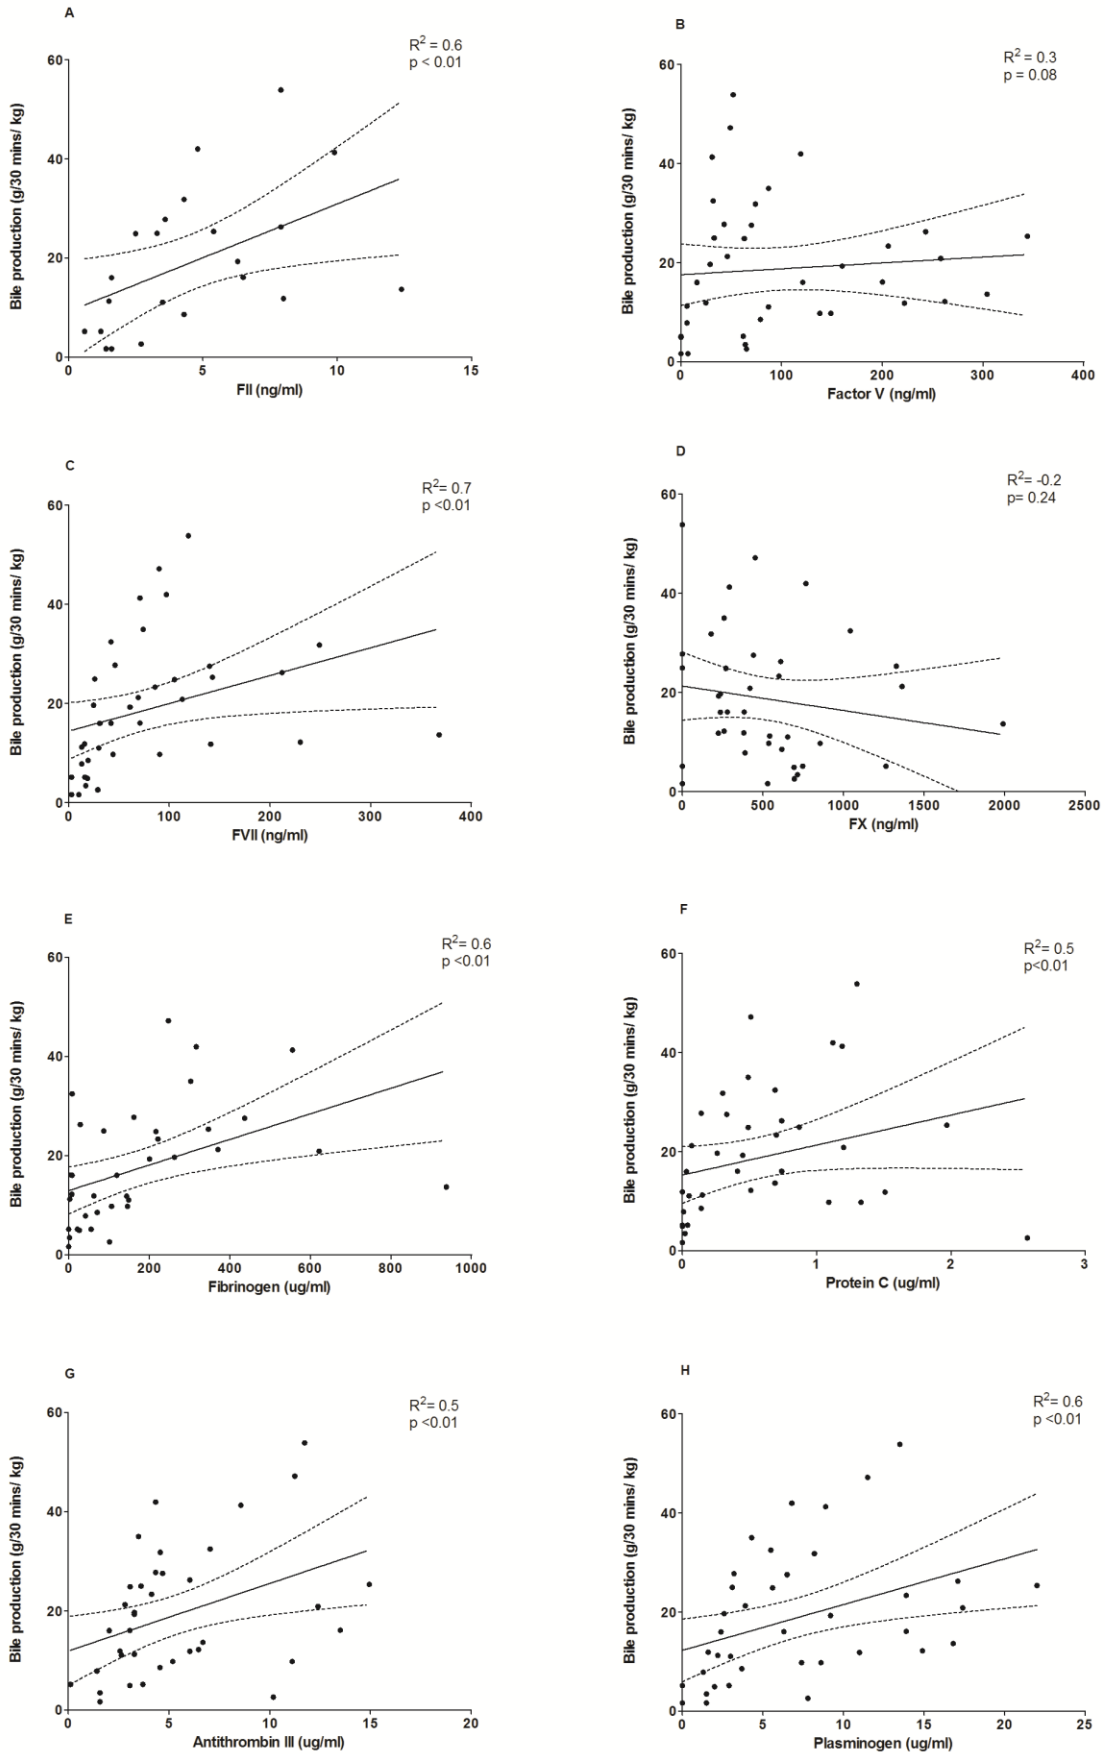 A
R² = 0.6
p < 0.01
Bile production (g/30 mins/ kg)
60
40
20
0
0 5 10 15
FII (ng/ml)
B
R² = 0.3
p = 0.08
Bile production (g/30 mins/ kg)
60
40
20
0
0 100 200 300 400
Factor V (ng/ml)
C
R²= 0.7
p <0.01
Bile production (g/30 mins/ kg)
60
40
20
0
0 100 200 300 400
FVII (ng/ml)
D
R²= -0.2
p= 0.24
Bile production (g/30 mins/ kg)
60
40
20
0
0 500 1000 1500 2000 2500
FX (ng/ml)
E
R²= 0.6
p <0.01
Bile production (g/30 mins/ kg)
60
40
20
0
0 200 400 600 800 1000
Fibrinogen (ug/ml)
F
R²= 0.5
p<0.01
Bile production (g/30 mins/ kg)
60
40
20
0
0 1 2 3
Protein C (ug/ml)
G
R²= 0.5
p <0.01
Bile production (g/30 mins/ kg)
60
40
20
0
0 5 10 15 20
Antithrombin III (ug/ml)
H
R²= 0.6
p <0.01
Bile production (g/30 mins/ kg)
60
40
20
0
0 5 10 15 20 25
Plasminogen (ug/ml)